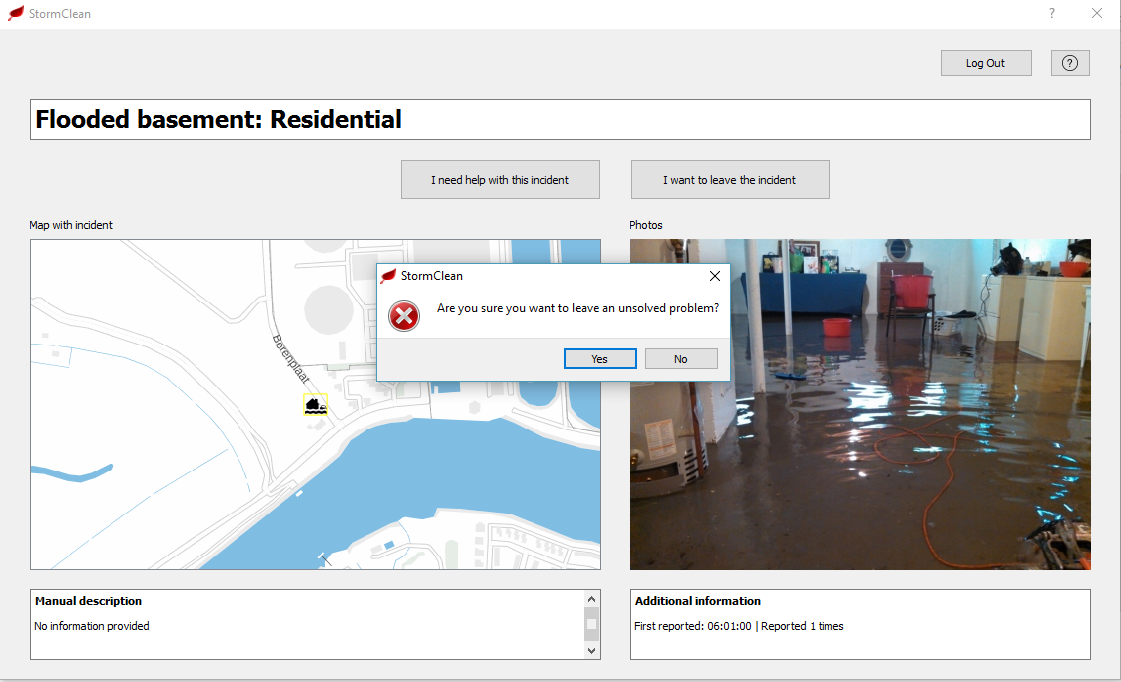 StormClean
?
Log Out
?
Flooded basement: Residential
I need help with this incident
I want to leave the incident
Map with incident
Photos
Berenplaat
StormClean
Are you sure you want to leave an unsolved problem?
Yes
No
Manual description
No information provided
Additional information
First reported: 06:01:00 | Reported 1 times